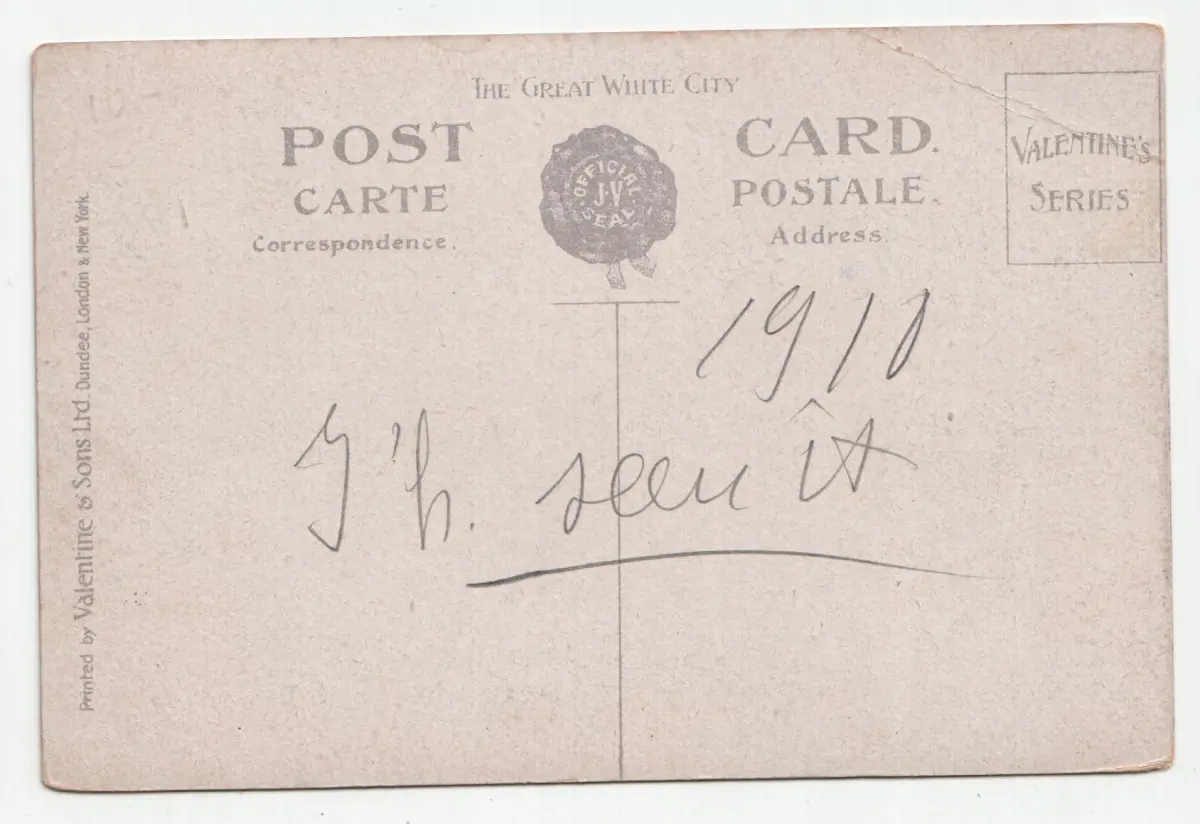 THE GREAT WHITE CITY
POST CARD.
CARTE POSTALE.
Correspondence. Address.
OFFICIAL
J·V
SEAL
VALENTINE'S
SERIES
1910
seen it
Printed by Valentine & Sons Ltd. Dundee, London & New York.